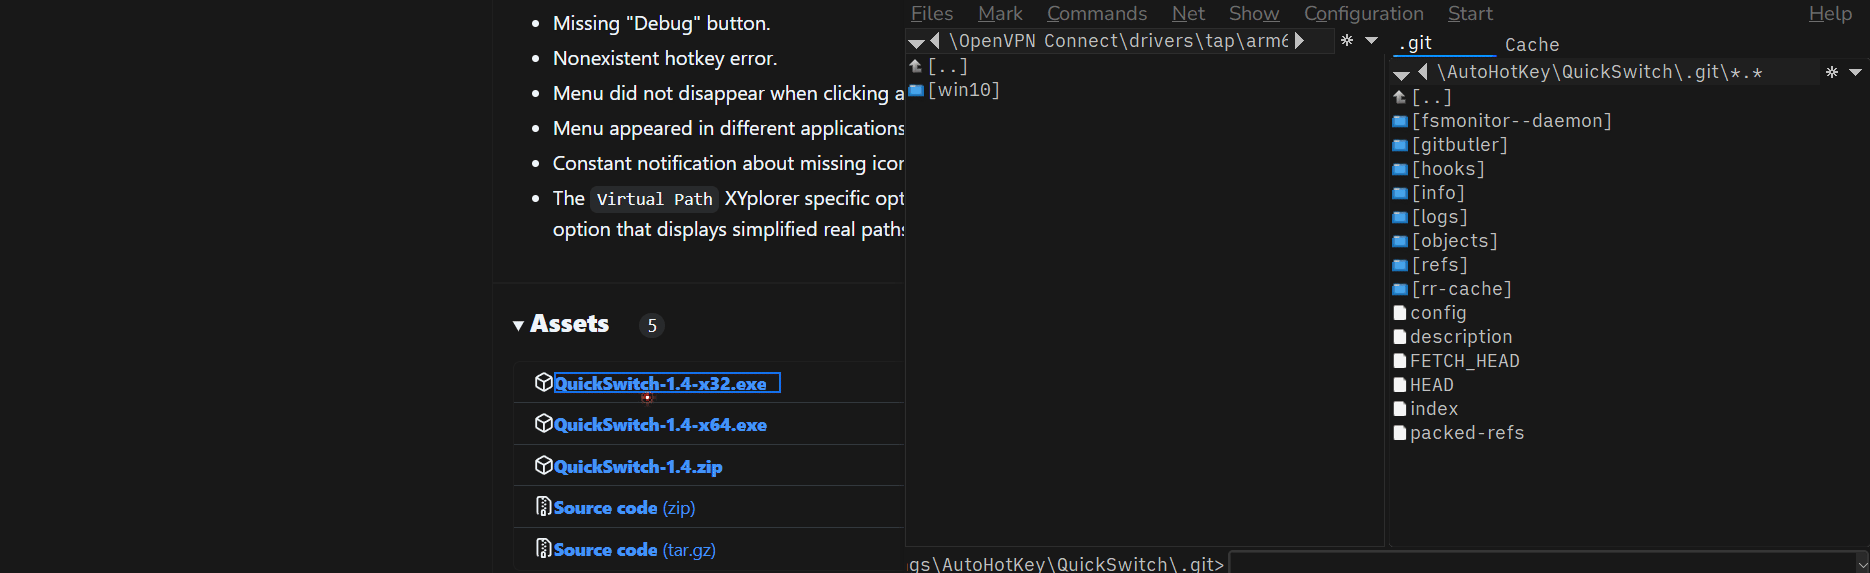 Missing "Debug" button.
Nonexistent hotkey error.
Menu did not disappear when clicking a
Menu appeared in different applications
Constant notification about missing icon
The Virtual Path XYplorer specific opt
option that displays simplified real paths
Assets 5
QuickSwitch-1.4-x32.exe
QuickSwitch-1.4-x64.exe
QuickSwitch-1.4.zip
Source code (zip)
Source code (tar.gz)
Files Mark Commands Net Show Configuration Start Help
\OpenVPN Connect\drivers\tap\arm6
[..]
[win10]
.git Cache
\AutoHotKey\QuickSwitch\.git\*.*
[..]
[fsmonitor--daemon]
[gitbutler]
[hooks]
[info]
[logs]
[objects]
[refs]
[rr-cache]
config
description
FETCH_HEAD
HEAD
index
packed-refs
gs\AutoHotKey\QuickSwitch\.git>